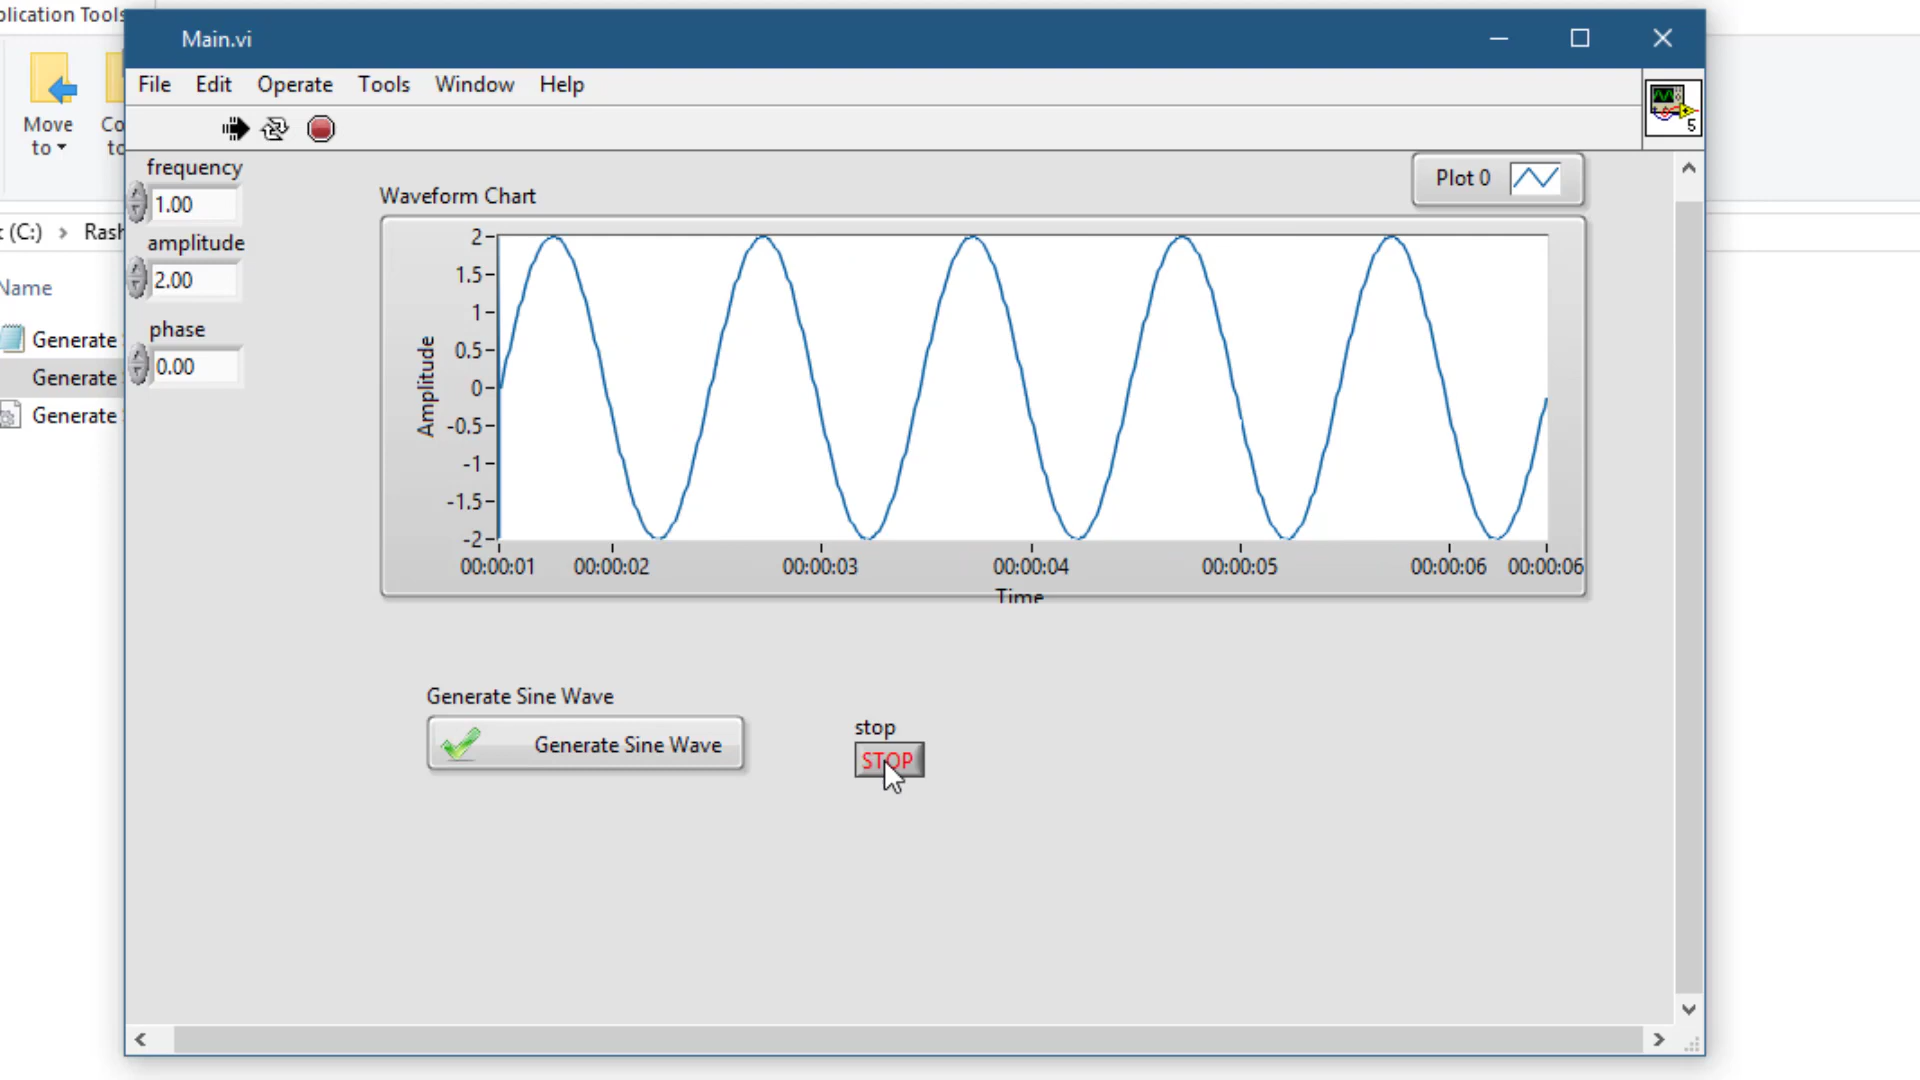 plication Tools
Main.vi
File Edit Operate Tools Window Help
Move to
Co
to
5
frequency
1.00
amplitude
2.00
phase
0.00
(C:) > Rash
Name
Generate
Generate
Generate
Plot 0
Waveform Chart
Amplitude
2
1.5
1
0.5
0
-0.5
-1
-1.5
-2
00:00:01 00:00:02 00:00:03 00:00:04 00:00:05 00:00:06 00:00:06
Time
Generate Sine Wave
Generate Sine Wave
stop
STOP